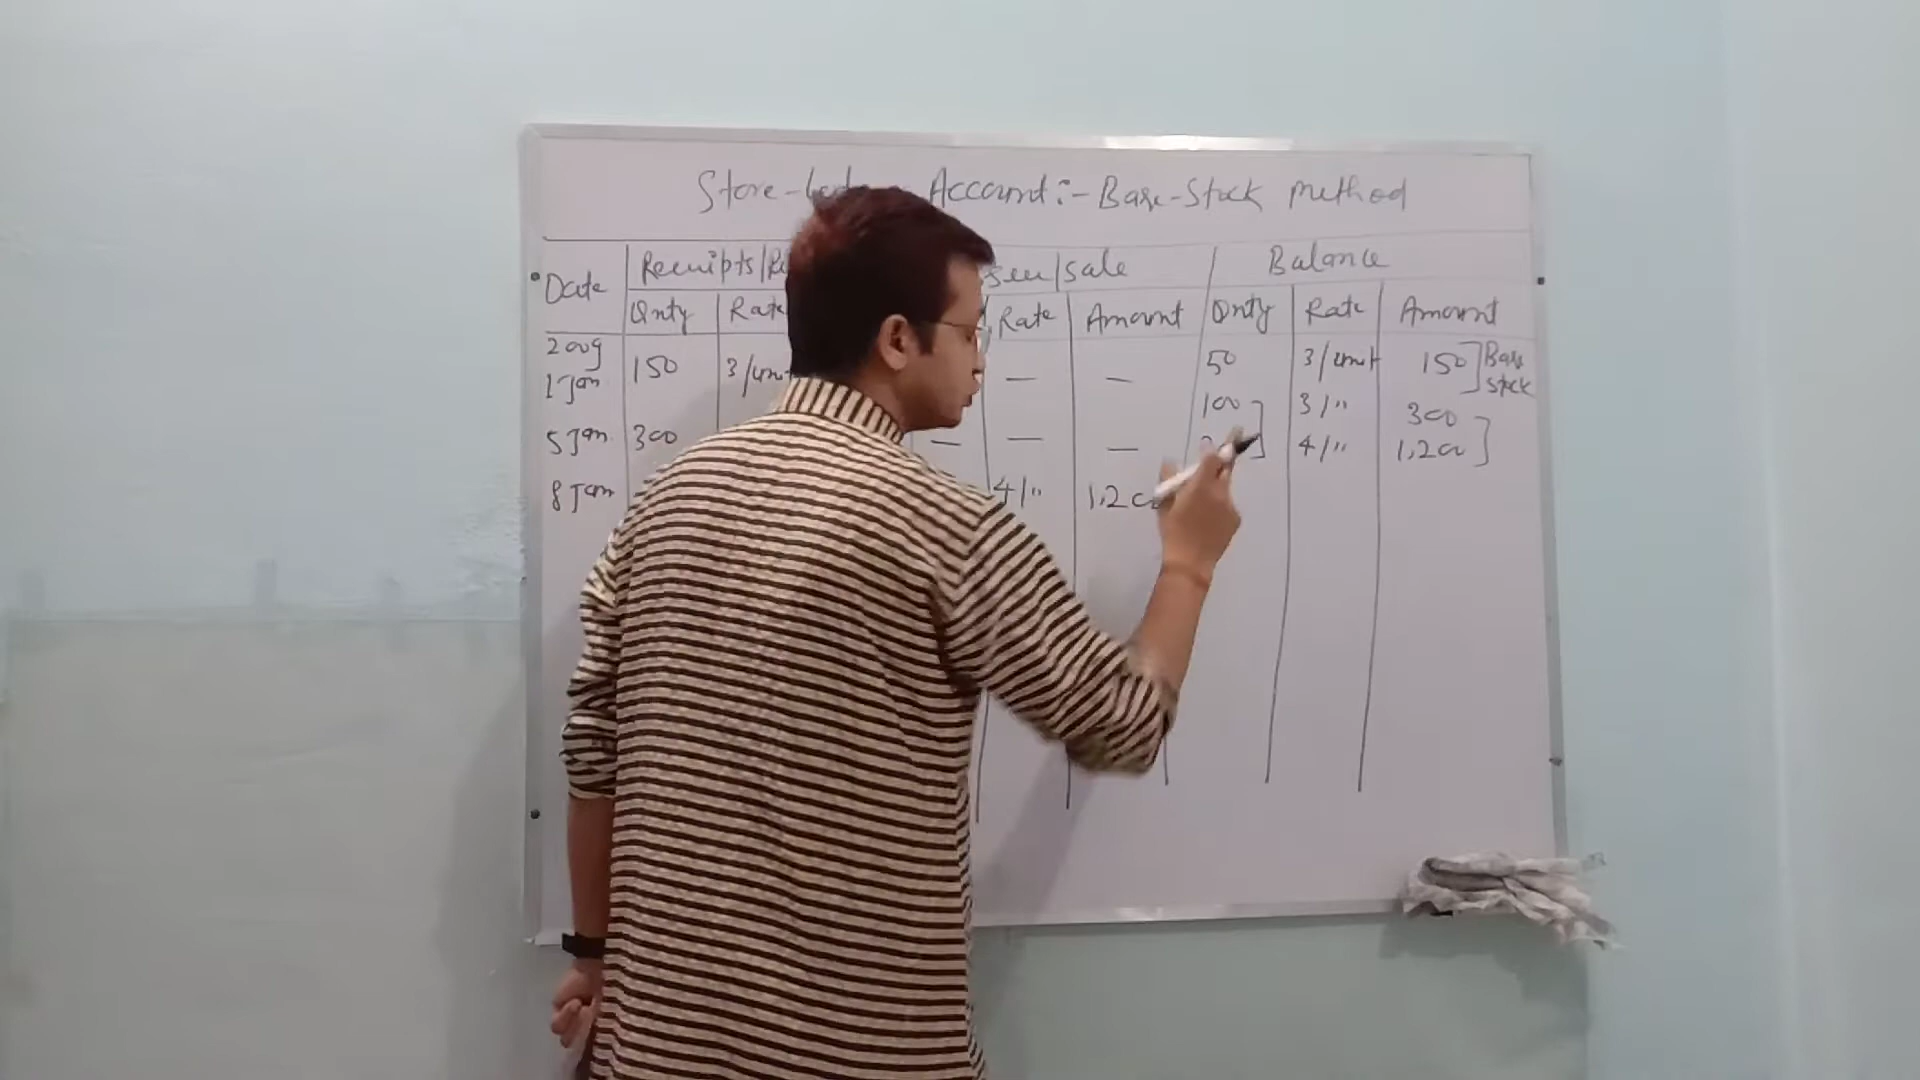 Store- Account:- Base-Stock Method
Date Receipts/ /Sale Balance
Qnty Rate Rate Amount Qnty Rate Amount
2009
1 Jan 150 3/unit — — 50 3/unit 150 ] Base Stock
100 3/" 300
5 Jan 300 — — — 4/" 1,200
8 Jan 4/" 1,200